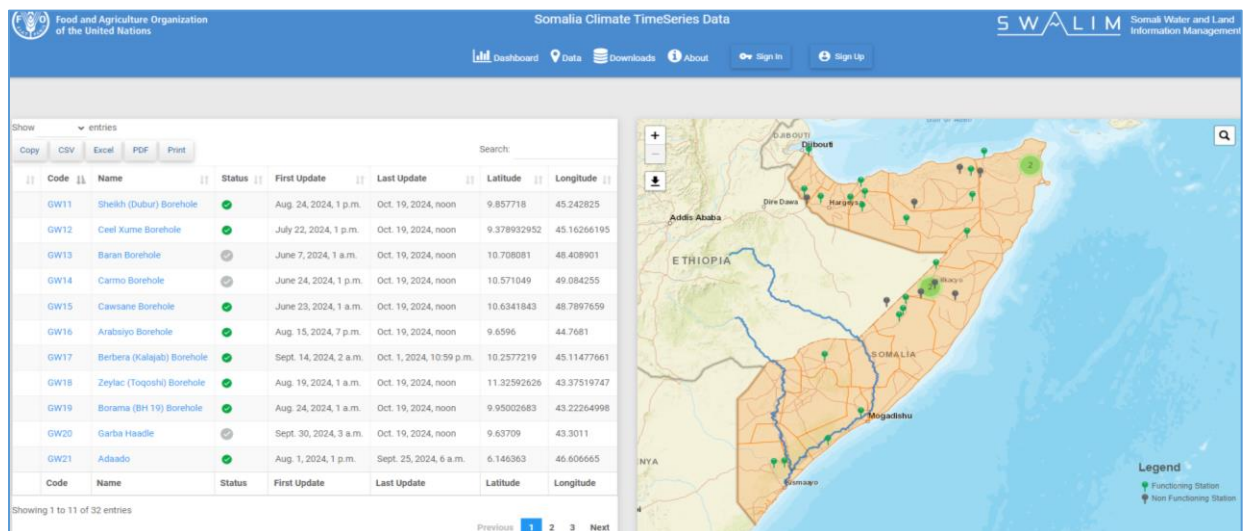 Food and Agriculture Organization
of the United Nations
Somalia Climate TimeSeries Data
SWALIM
Somali Water and Land
Information Management
Dashboard Data Downloads About Sign In Sign Up
Show entries
Copy CSV Excel PDF Print
Search:
Code Name Status First Update Last Update Latitude Longitude
GW11 Sheikh (Dubur) Borehole Aug. 24, 2024, 1 p.m. Oct. 19, 2024, noon 9.857718 45.242825
GW12 Ceel Xume Borehole July 22, 2024, 1 p.m. Oct. 19, 2024, noon 9.378932952 45.16266195
GW13 Baran Borehole June 7, 2024, 1 a.m. Oct. 19, 2024, noon 10.708081 48.408901
GW14 Carmo Borehole June 24, 2024, 1 p.m. Oct. 19, 2024, noon 10.571049 49.084255
GW15 Cawsane Borehole June 23, 2024, 1 a.m. Oct. 19, 2024, noon 10.6341843 48.7897659
GW16 Arabsiyo Borehole Aug. 15, 2024, 7 p.m. Oct. 19, 2024, noon 9.6596 44.7681
GW17 Berbera (Kalajab) Borehole Sept. 14, 2024, 2 a.m. Oct. 1, 2024, 10:59 p.m. 10.2577219 45.11477661
GW18 Zeylac (Toqoshi) Borehole Aug. 19, 2024, 1 a.m. Oct. 19, 2024, noon 11.32592626 43.37519747
GW19 Borama (BH 19) Borehole Aug. 24, 2024, 1 a.m. Oct. 19, 2024, noon 9.95002683 43.22264998
GW20 Garba Haadle Sept. 30, 2024, 3 a.m. Oct. 19, 2024, noon 9.63709 43.3011
GW21 Adaado Aug. 1, 2024, 1 p.m. Sept. 25, 2024, 6 a.m. 6.146363 46.606665
Code Name Status First Update Last Update Latitude Longitude
Showing 1 to 11 of 32 entries
Previous 1 2 3 Next
DJIBOUTI
Djibouti
2
Dire Dawa
Addis Ababa
ETHIOPIA
SOMALIA
Mogadishu
NYA
Legend
Functioning Station
Non Functioning Station